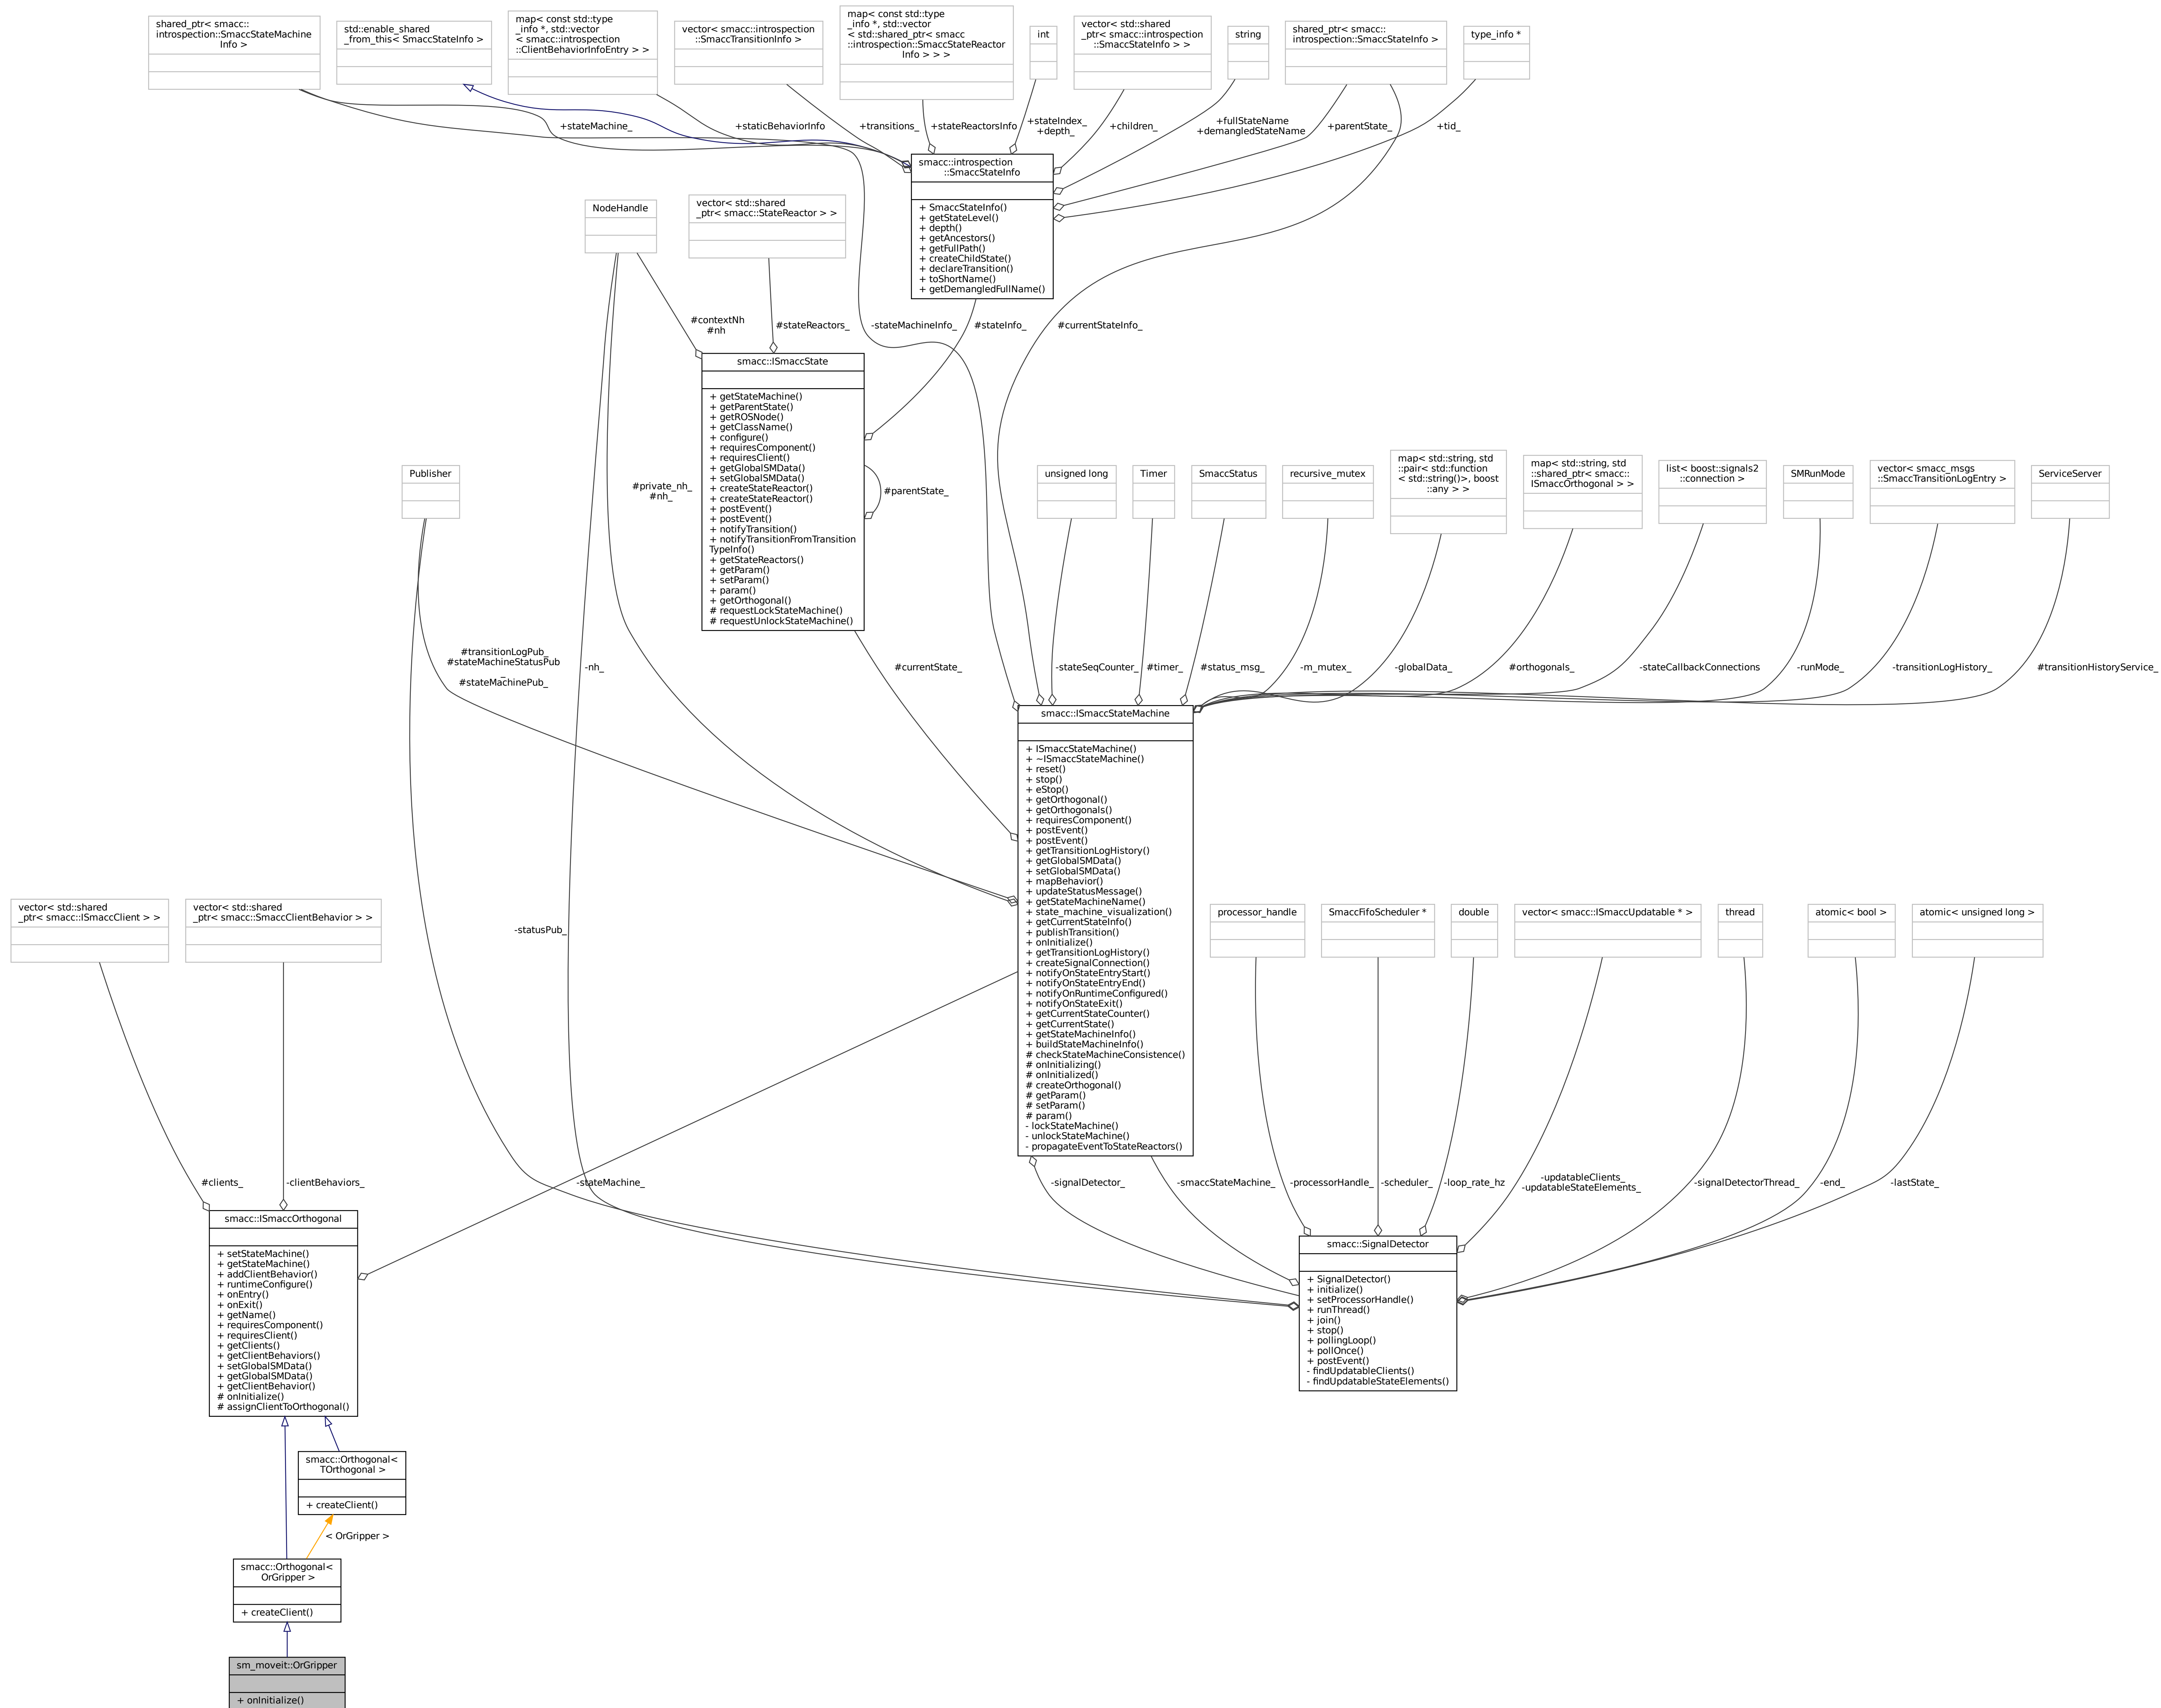 shared_ptr< smacc::
introspection::SmaccStateMachine
Info >
std::enable_shared
_from_this< SmaccStateInfo >
map< const std::type
_info *, std::vector
< smacc::introspection
::ClientBehaviorInfoEntry > >
vector< smacc::introspection
::SmaccTransitionInfo >
map< const std::type
_info *, std::vector
< std::shared_ptr< smacc
::introspection::SmaccStateReactor
Info > > >
int
vector< std::shared
_ptr< smacc::introspection
::SmaccStateInfo > >
string
shared_ptr< smacc::
introspection::SmaccStateInfo >
type_info *
+stateMachine_
+staticBehaviorInfo
+transitions_
+stateReactorsInfo
+stateIndex_
+depth_
+children_
+fullStateName
+demangledStateName
+parentState_
+tid_
smacc::introspection
::SmaccStateInfo
+ SmaccStateInfo()
+ getStateLevel()
+ depth()
+ getAncestors()
+ getFullPath()
+ createChildState()
+ declareTransition()
+ toShortName()
+ getDemangledFullName()
NodeHandle
vector< std::shared
_ptr< smacc::StateReactor > >
#contextNh
#nh
#stateReactors_
-stateMachineInfo_
#stateInfo_
#currentStateInfo_
smacc::ISmaccState
+ getStateMachine()
+ getParentState()
+ getROSNode()
+ getClassName()
+ configure()
+ requiresComponent()
+ requiresClient()
+ getGlobalSMData()
+ setGlobalSMData()
+ createStateReactor()
+ createStateReactor()
+ postEvent()
+ postEvent()
+ notifyTransition()
+ notifyTransitionFromTransition
TypeInfo()
+ getStateReactors()
+ getParam()
+ setParam()
+ param()
+ getOrthogonal()
# requestLockStateMachine()
# requestUnlockStateMachine()
#parentState_
Publisher
#private_nh_
#nh_
unsigned long
Timer
SmaccStatus
recursive_mutex
map< std::string, std
::pair< std::function
< std::string()>, boost
::any > >
map< std::string, std
::shared_ptr< smacc::
ISmaccOrthogonal > >
list< boost::signals2
::connection >
SMRunMode
vector< smacc_msgs
::SmaccTransitionLogEntry >
ServiceServer
#transitionLogPub_
#stateMachineStatusPub
_
#stateMachinePub_
-nh_
#currentState_
-stateSeqCounter_
#timer_
#status_msg_
-m_mutex_
-globalData_
#orthogonals_
-stateCallbackConnections
-runMode_
-transitionLogHistory_
#transitionHistoryService_
smacc::ISmaccStateMachine
+ ISmaccStateMachine()
+ ~ISmaccStateMachine()
+ reset()
+ stop()
+ eStop()
+ getOrthogonal()
+ getOrthogonals()
+ requiresComponent()
+ postEvent()
+ postEvent()
+ getTransitionLogHistory()
+ getGlobalSMData()
+ setGlobalSMData()
+ mapBehavior()
+ updateStatusMessage()
+ getStateMachineName()
+ state_machine_visualization()
+ getCurrentStateInfo()
+ publishTransition()
+ onInitialize()
+ getTransitionLogHistory()
+ createSignalConnection()
+ notifyOnStateEntryStart()
+ notifyOnStateEntryEnd()
+ notifyOnRuntimeConfigured()
+ notifyOnStateExit()
+ getCurrentStateCounter()
+ getCurrentState()
+ getStateMachineInfo()
+ buildStateMachineInfo()
# checkStateMachineConsistence()
# onInitializing()
# onInitialized()
# createOrthogonal()
# getParam()
# setParam()
# param()
- lockStateMachine()
- unlockStateMachine()
- propagateEventToStateReactors()
vector< std::shared
_ptr< smacc::ISmaccClient > >
vector< std::shared
_ptr< smacc::SmaccClientBehavior > >
-statusPub_
processor_handle
SmaccFifoScheduler *
double
vector< smacc::ISmaccUpdatable * >
thread
atomic< bool >
atomic< unsigned long >
#clients_
-clientBehaviors_
-stateMachine_
-signalDetector_
-smaccStateMachine_
-processorHandle_
-scheduler_
-loop_rate_hz
-updatableClients_
-updatableStateElements_
-signalDetectorThread_
-end_
-lastState_
smacc::ISmaccOrthogonal
+ setStateMachine()
+ getStateMachine()
+ addClientBehavior()
+ runtimeConfigure()
+ onEntry()
+ onExit()
+ getName()
+ requiresComponent()
+ requiresClient()
+ getClients()
+ getClientBehaviors()
+ setGlobalSMData()
+ getGlobalSMData()
+ getClientBehavior()
# onInitialize()
# assignClientToOrthogonal()
smacc::SignalDetector
+ SignalDetector()
+ initialize()
+ setProcessorHandle()
+ runThread()
+ join()
+ stop()
+ pollingLoop()
+ pollOnce()
+ postEvent()
- findUpdatableClients()
- findUpdatableStateElements()
smacc::Orthogonal<
TOrthogonal >
+ createClient()
< OrGripper >
smacc::Orthogonal<
OrGripper >
+ createClient()
sm_moveit::OrGripper
+ onInitialize()